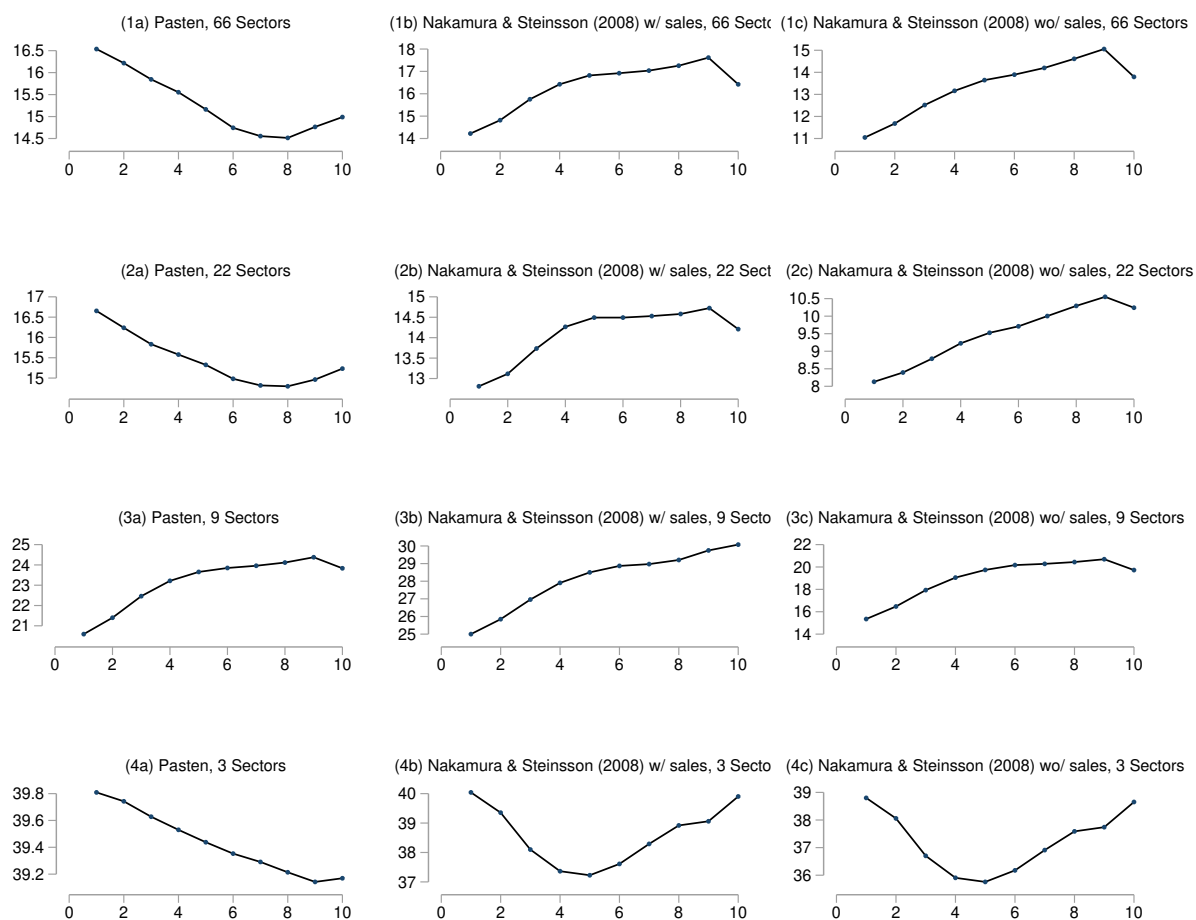 (1a) Pasten, 66 Sectors
16.5
16
15.5
15
14.5
0 2 4 6 8 10
(1b) Nakamura & Steinsson (2008) w/ sales, 66 Sect
18
17
16
15
14
0 2 4 6 8 10
(1c) Nakamura & Steinsson (2008) wo/ sales, 66 Sectors
15
14
13
12
11
0 2 4 6 8 10
(2a) Pasten, 22 Sectors
17
16.5
16
15.5
15
0 2 4 6 8 10
(2b) Nakamura & Steinsson (2008) w/ sales, 22 Sect
15
14.5
14
13.5
13
0 2 4 6 8 10
(2c) Nakamura & Steinsson (2008) wo/ sales, 22 Sectors
10.5
10
9.5
9
8.5
8
0 2 4 6 8 10
(3a) Pasten, 9 Sectors
25
24
23
22
21
0 2 4 6 8 10
(3b) Nakamura & Steinsson (2008) w/ sales, 9 Secto
30
29
28
27
26
25
0 2 4 6 8 10
(3c) Nakamura & Steinsson (2008) wo/ sales, 9 Sectors
22
20
18
16
14
0 2 4 6 8 10
(4a) Pasten, 3 Sectors
39.8
39.6
39.4
39.2
0 2 4 6 8 10
(4b) Nakamura & Steinsson (2008) w/ sales, 3 Secto
40
39
38
37
0 2 4 6 8 10
(4c) Nakamura & Steinsson (2008) wo/ sales, 3 Sectors
39
38
37
36
0 2 4 6 8 10